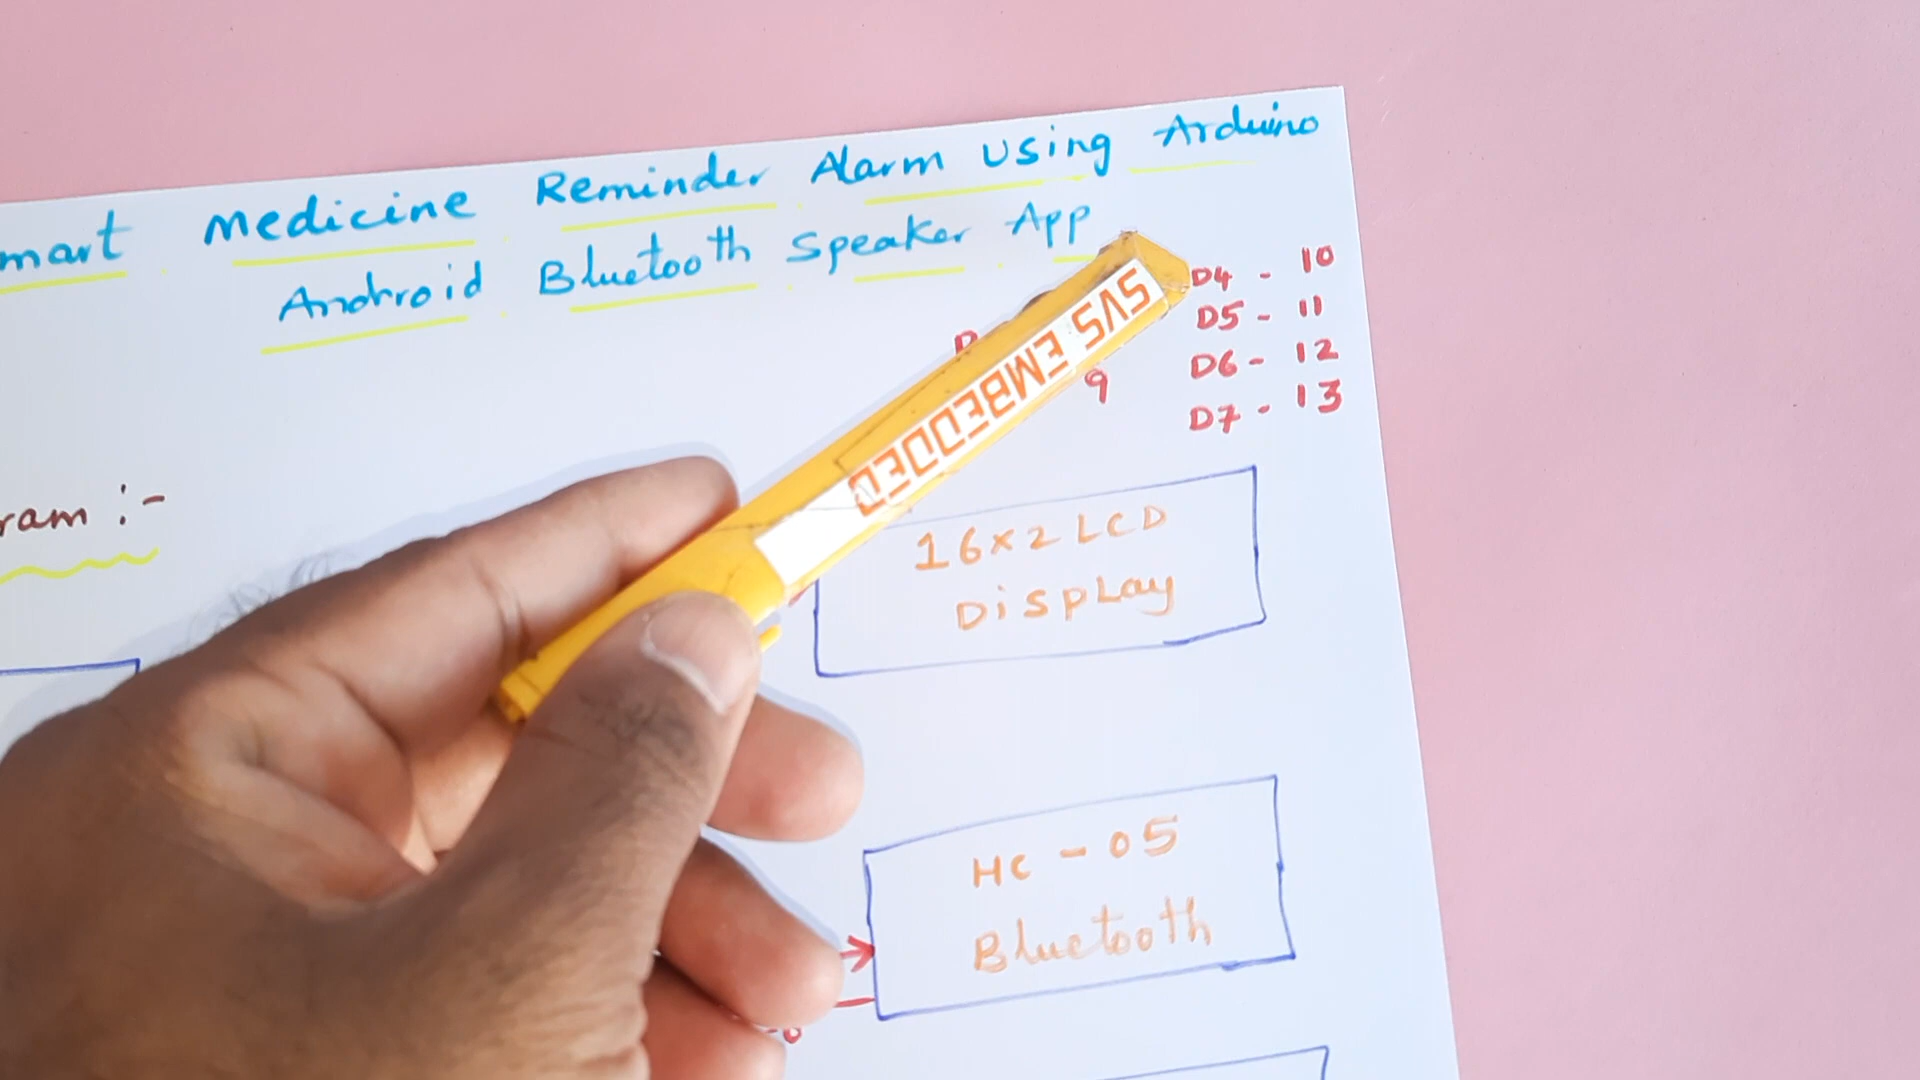 mart Medicine Reminder Alarm Using Arduino
Android Bluetooth Speaker App
D4 - 10
D5 - 11
D6 - 12
D7 - 13
9
SVS EMBEDDED
ram :-
16x2 LCD
Display
HC - 05
Bluetooth